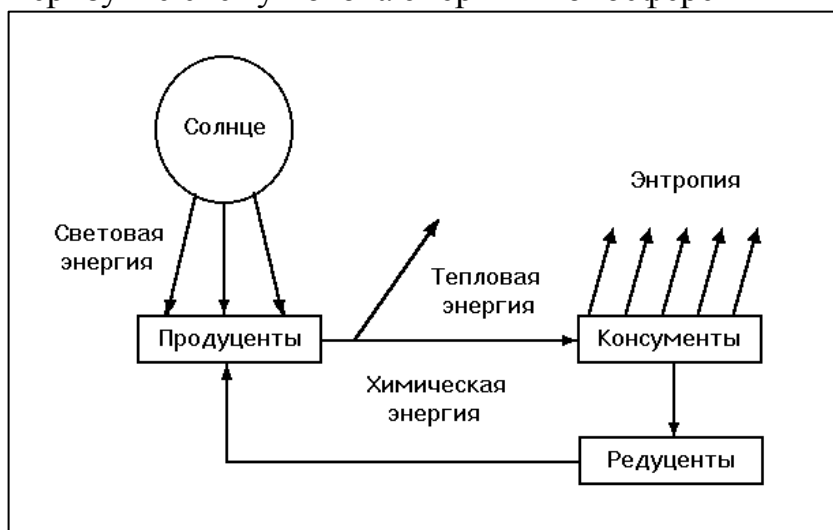 Солнце
Энтропия
Световая
энергия
Тепловая
энергия
Продуценты
Консументы
Химическая
энергия
Редуценты